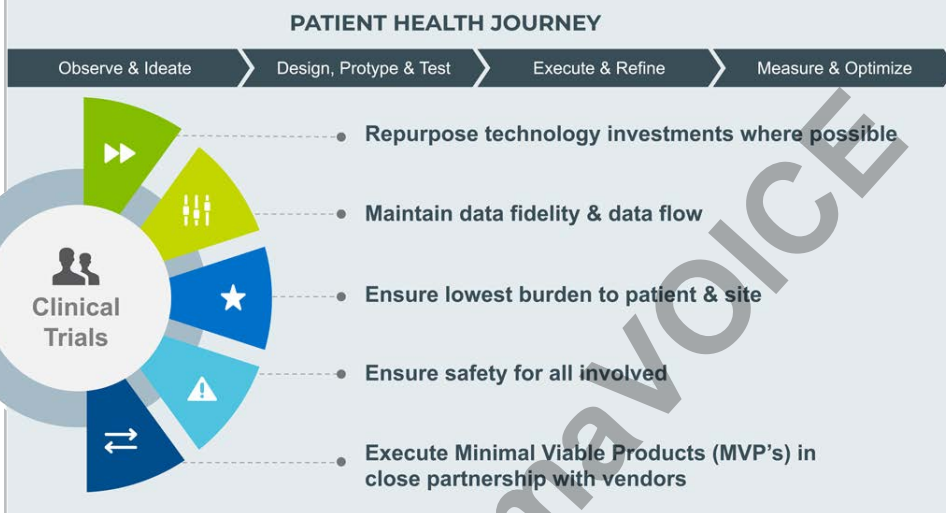 PATIENT HEALTH JOURNEY
Observe & Ideate
Design, Protype & Test
Execute & Refine
Measure & Optimize
Repurpose technology investments where possible
Maintain data fidelity & data flow
Ensure lowest burden to patient & site
Clinical
Trials
Ensure safety for all involved
Execute Minimal Viable Products (MVP's) in
close partnership with vendors
maVOICE